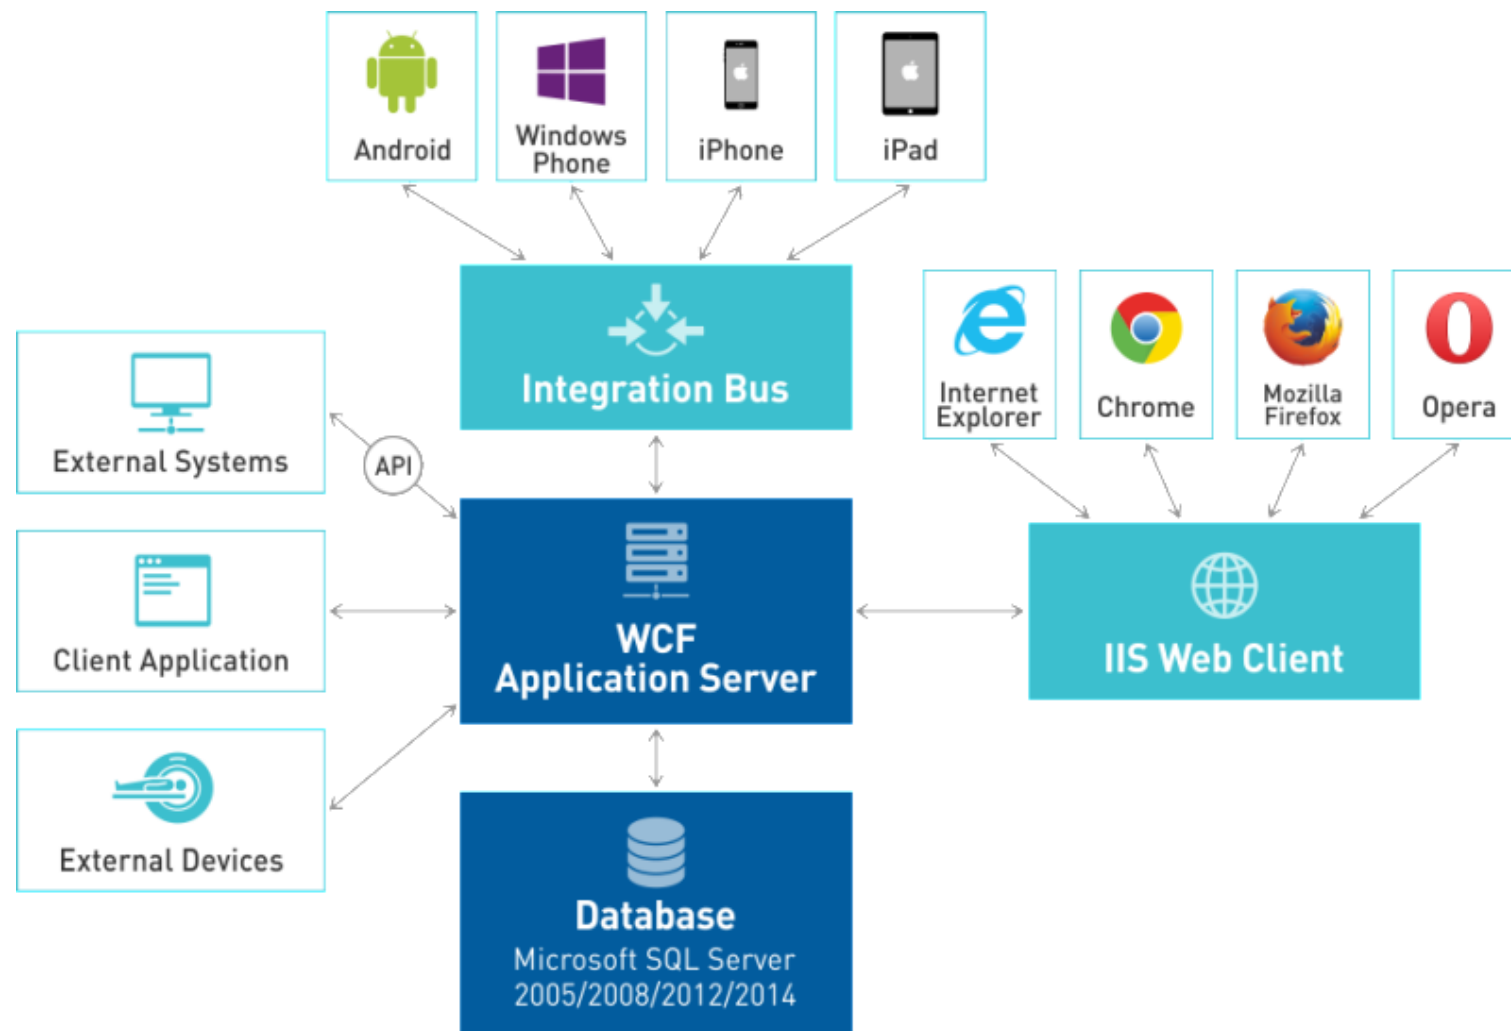 Android
Windows
Phone
iPhone
iPad
Integration Bus
Internet
Explorer
Chrome
Mozilla
Firefox
Opera
External Systems
API
Client Application
WCF
Application Server
IIS Web Client
External Devices
Database
Microsoft SQL Server
2005/2008/2012/2014